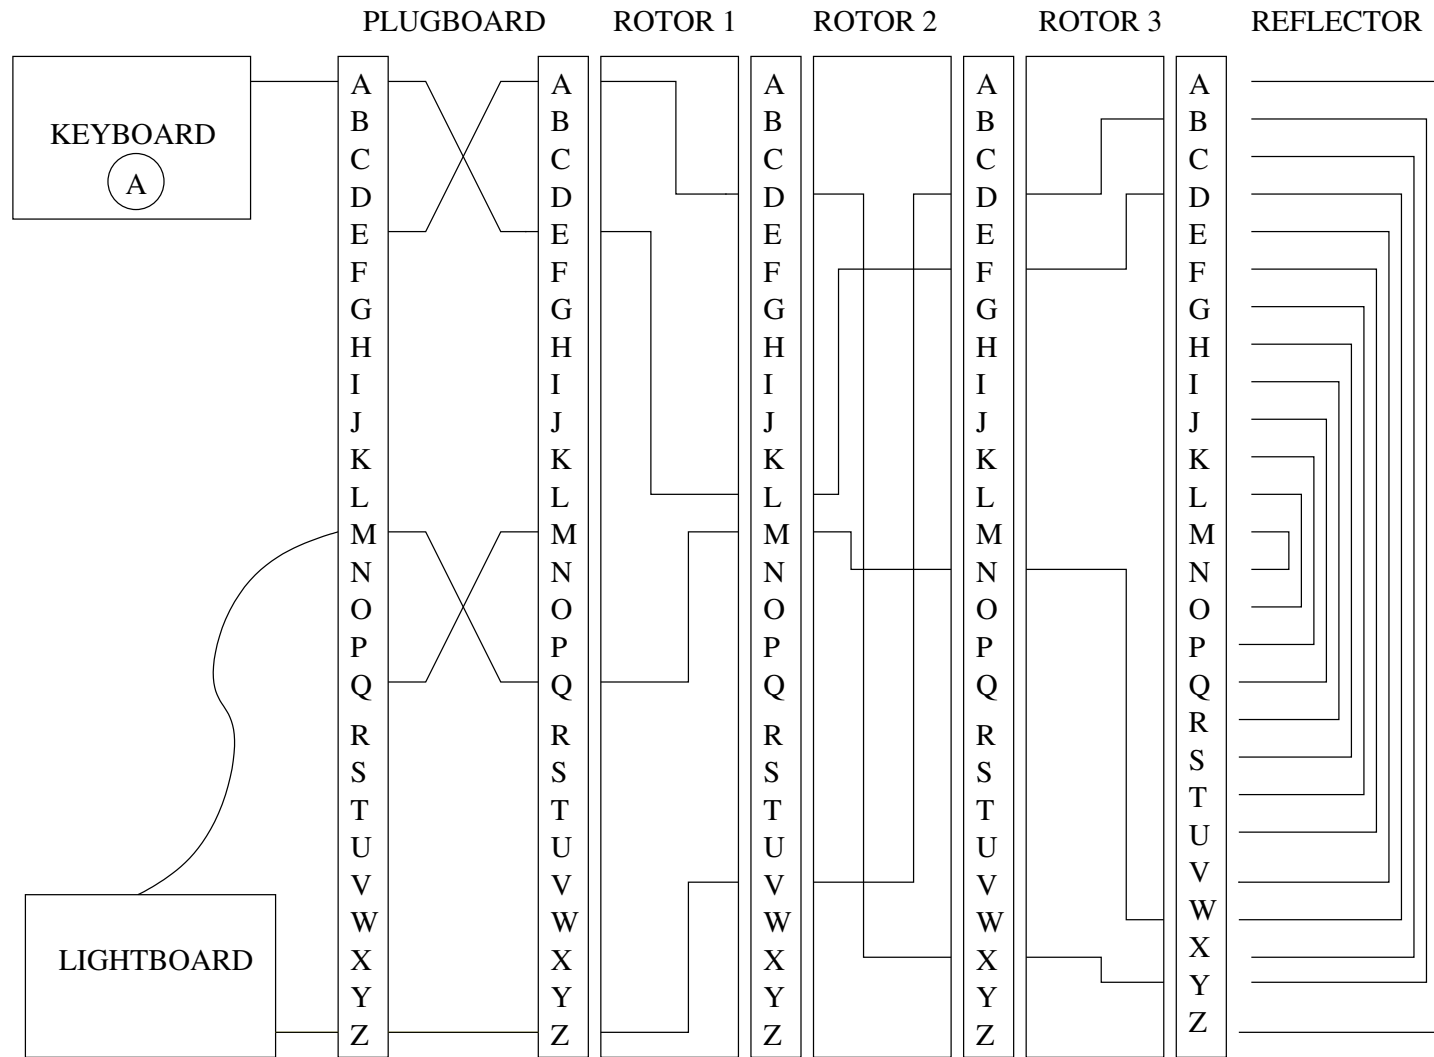 PLUGBOARD ROTOR 1 ROTOR 2 ROTOR 3 REFLECTOR
A A A A A
B B B B B
KEYBOARD
C C C C C
A
D D D D D
E E E E E
F F F F F
G G G G G
H H H H H
I I I I I
J J J J J
K K K K K
L L L L L
M M M M M
N N N N N
O O O O O
P P P P P
Q Q Q Q Q
R R R R R
S S S S S
T T T T T
U U U U U
V V V V V
W W W W W
LIGHTBOARD
X X X X X
Y Y Y Y Y
Z Z Z Z Z